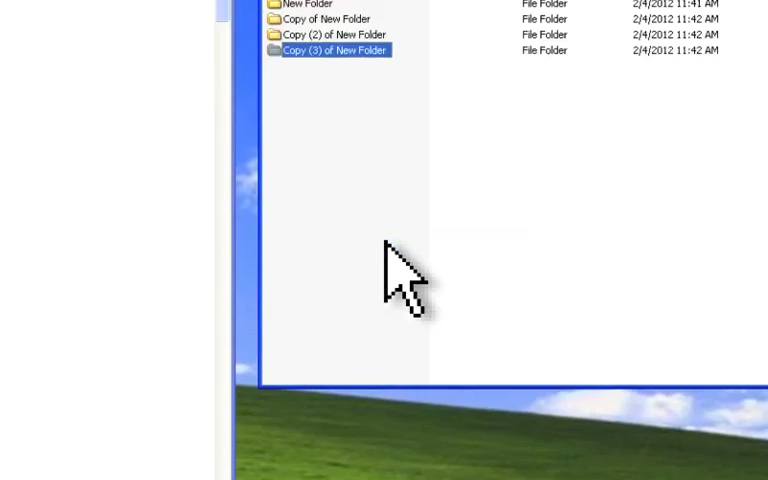 New Folder File Folder 2/4/2012 11:41 AM
Copy of New Folder File Folder 2/4/2012 11:42 AM
Copy (2) of New Folder File Folder 2/4/2012 11:42 AM
Copy (3) of New Folder File Folder 2/4/2012 11:42 AM